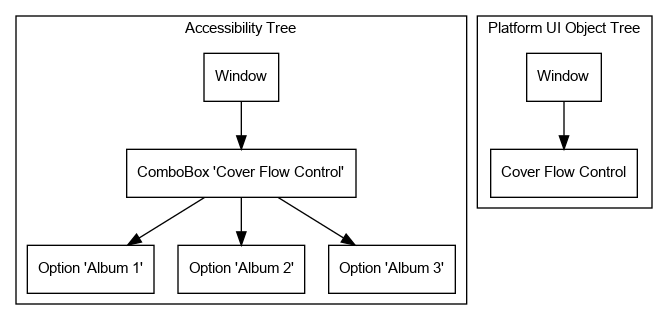 Accessibility Tree
Window
ComboBox 'Cover Flow Control'
Option 'Album 1'
Option 'Album 2'
Option 'Album 3'
Platform UI Object Tree
Window
Cover Flow Control